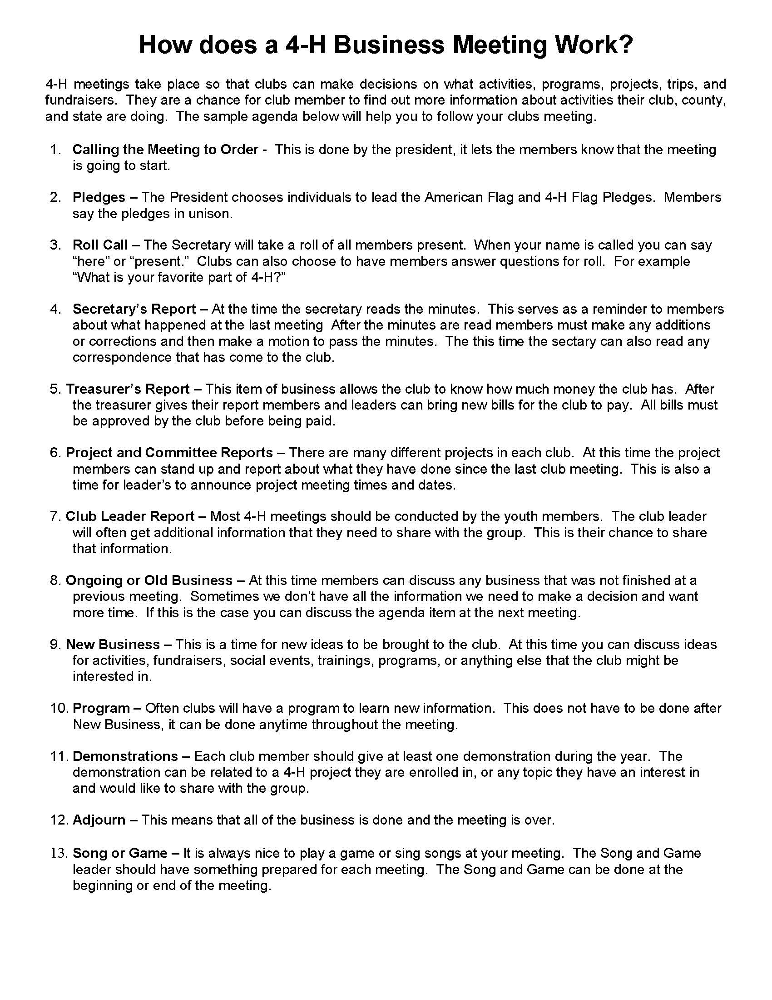 How does a 4-H Business Meeting Work?
4-H meetings take place so that clubs can make decisions on what activities, programs, projects, trips, and
fundraisers.  They are a chance for club member to find out more information about activities their club, county,
and state are doing.  The sample agenda below will help you to follow your clubs meeting.
1. Calling the Meeting to Order -  This is done by the president, it lets the members know that the meeting
is going to start.
2. Pledges – The President chooses individuals to lead the American Flag and 4-H Flag Pledges.  Members
say the pledges in unison.
3. Roll Call – The Secretary will take a roll of all members present.  When your name is called you can say
“here” or “present.”  Clubs can also choose to have members answer questions for roll.  For example
“What is your favorite part of 4-H?”
4. Secretary’s Report – At the time the secretary reads the minutes.  This serves as a reminder to members
about what happened at the last meeting  After the minutes are read members must make any additions
or corrections and then make a motion to pass the minutes.  The this time the sectary can also read any
correspondence that has come to the club.
5. Treasurer’s Report – This item of business allows the club to know how much money the club has.  After
the treasurer gives their report members and leaders can bring new bills for the club to pay.  All bills must
be approved by the club before being paid.
6. Project and Committee Reports – There are many different projects in each club.  At this time the project
members can stand up and report about what they have done since the last club meeting.  This is also a
time for leader’s to announce project meeting times and dates.
7. Club Leader Report – Most 4-H meetings should be conducted by the youth members.  The club leader
will often get additional information that they need to share with the group.  This is their chance to share
that information.
8. Ongoing or Old Business – At this time members can discuss any business that was not finished at a
previous meeting.  Sometimes we don’t have all the information we need to make a decision and want
more time.  If this is the case you can discuss the agenda item at the next meeting.
9. New Business – This is a time for new ideas to be brought to the club.  At this time you can discuss ideas
for activities, fundraisers, social events, trainings, programs, or anything else that the club might be
interested in.
10. Program – Often clubs will have a program to learn new information.  This does not have to be done after
New Business, it can be done anytime throughout the meeting.
11. Demonstrations – Each club member should give at least one demonstration during the year.  The
demonstration can be related to a 4-H project they are enrolled in, or any topic they have an interest in
and would like to share with the group.
12. Adjourn – This means that all of the business is done and the meeting is over.
13. Song or Game – It is always nice to play a game or sing songs at your meeting.  The Song and Game
leader should have something prepared for each meeting.  The Song and Game can be done at the
beginning or end of the meeting.